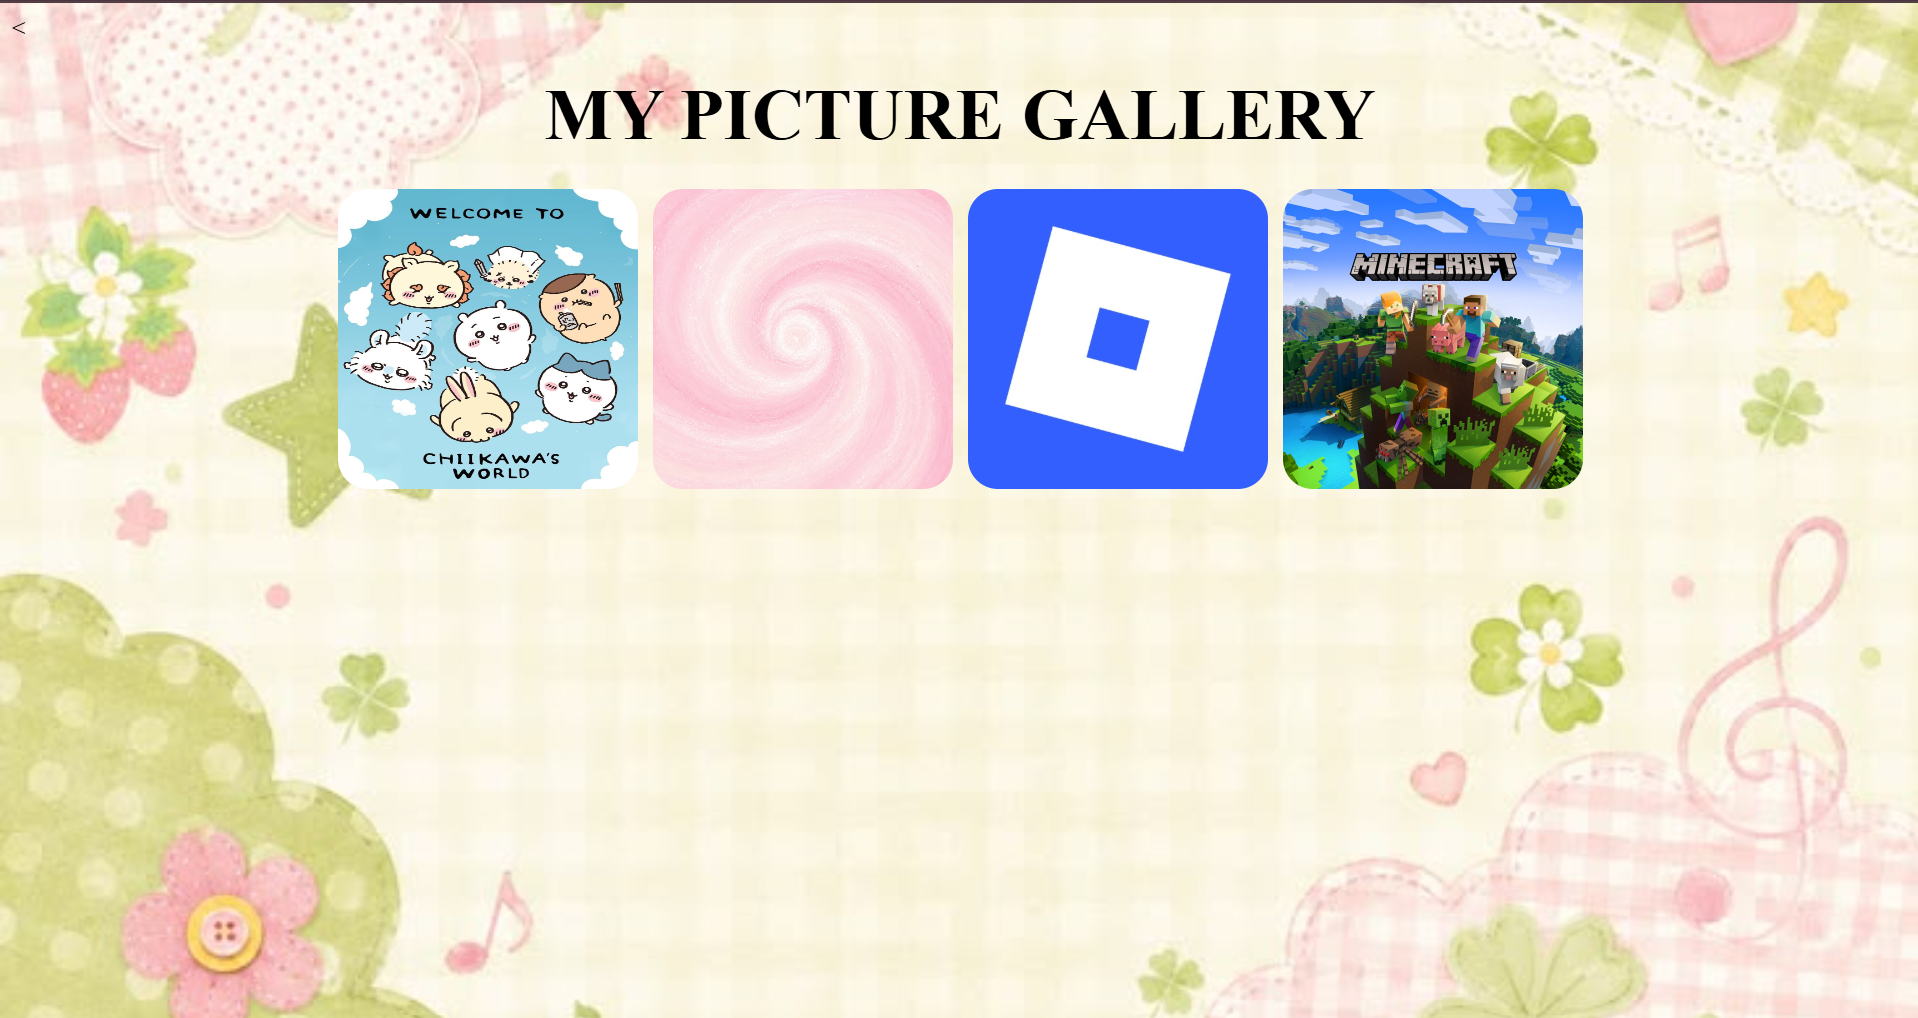 <
MY PICTURE GALLERY
WELCOME TO
CHIIKAWA'S
WORLD
MINECRAFT